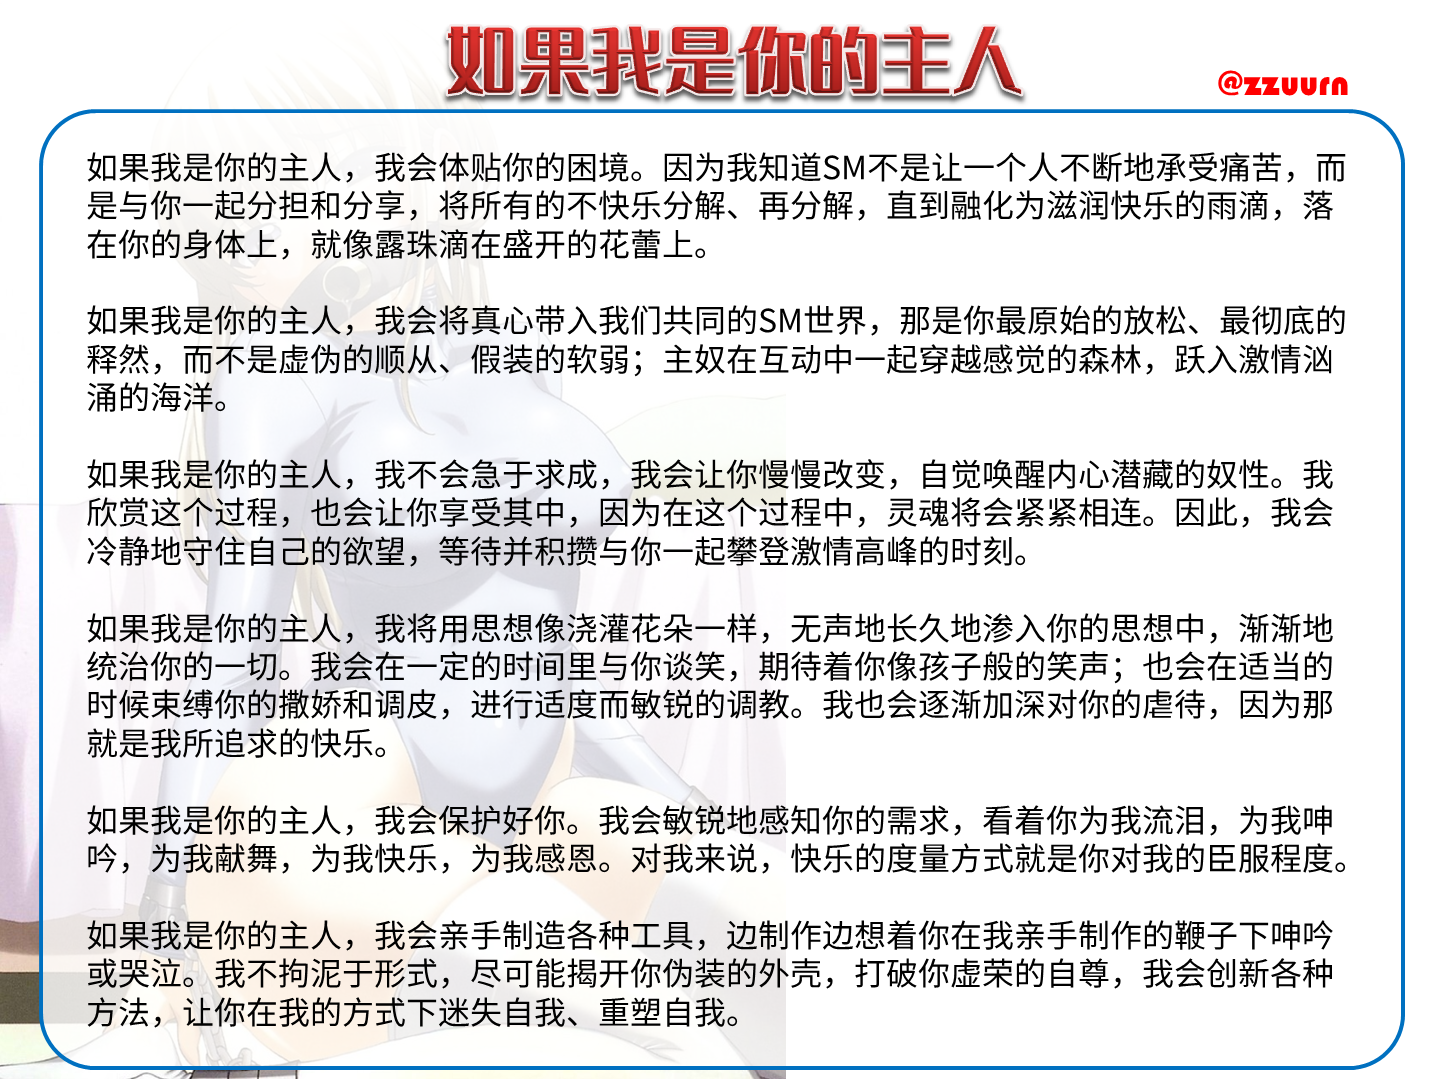 如果我是你的主人
@zzuurn
如果我是你的主人，我会体贴你的困境。因为我知道SM不是让一个人不断地承受痛苦，而
是与你一起分担和分享，将所有的不快乐分解、再分解，直到融化为滋润快乐的雨滴，落
在你的身体上，就像露珠滴在盛开的花蕾上。
如果我是你的主人，我会将真心带入我们共同的SM世界，那是你最原始的放松、最彻底的
释然，而不是虚伪的顺从、假装的软弱；主奴在互动中一起穿越感觉的森林，跃入激情汹
涌的海洋。
如果我是你的主人，我不会急于求成，我会让你慢慢改变，自觉唤醒内心潜藏的奴性。我
欣赏这个过程，也会让你享受其中，因为在这个过程中，灵魂将会紧紧相连。因此，我会
冷静地守住自己的欲望，等待并积攒与你一起攀登激情高峰的时刻。
如果我是你的主人，我将用思想像浇灌花朵一样，无声地长久地渗入你的思想中，渐渐地
统治你的一切。我会在一定的时间里与你谈笑，期待着你像孩子般的笑声；也会在适当的
时候束缚你的撒娇和调皮，进行适度而敏锐的调教。我也会逐渐加深对你的虐待，因为那
就是我所追求的快乐。
如果我是你的主人，我会保护好你。我会敏锐地感知你的需求，看着你为我流泪，为我呻
吟，为我献舞，为我快乐，为我感恩。对我来说，快乐的度量方式就是你对我的臣服程度。
如果我是你的主人，我会亲手制造各种工具，边制作边想着你在我亲手制作的鞭子下呻吟
或哭泣。我不拘泥于形式，尽可能揭开你伪装的外壳，打破你虚荣的自尊，我会创新各种
方法，让你在我的方式下迷失自我、重塑自我。